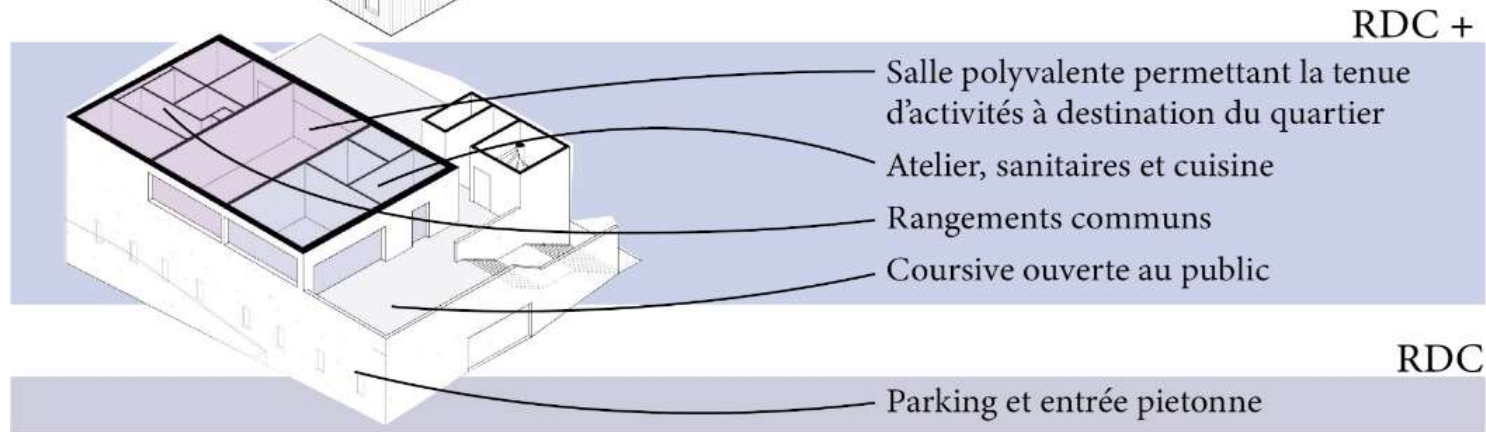 RDC +
Salle polyvalente permettant la tenue
d'activités à destination du quartier
Atelier, sanitaires et cuisine
Rangements communs
Coursive ouverte au public
RDC
Parking et entrée pietonne